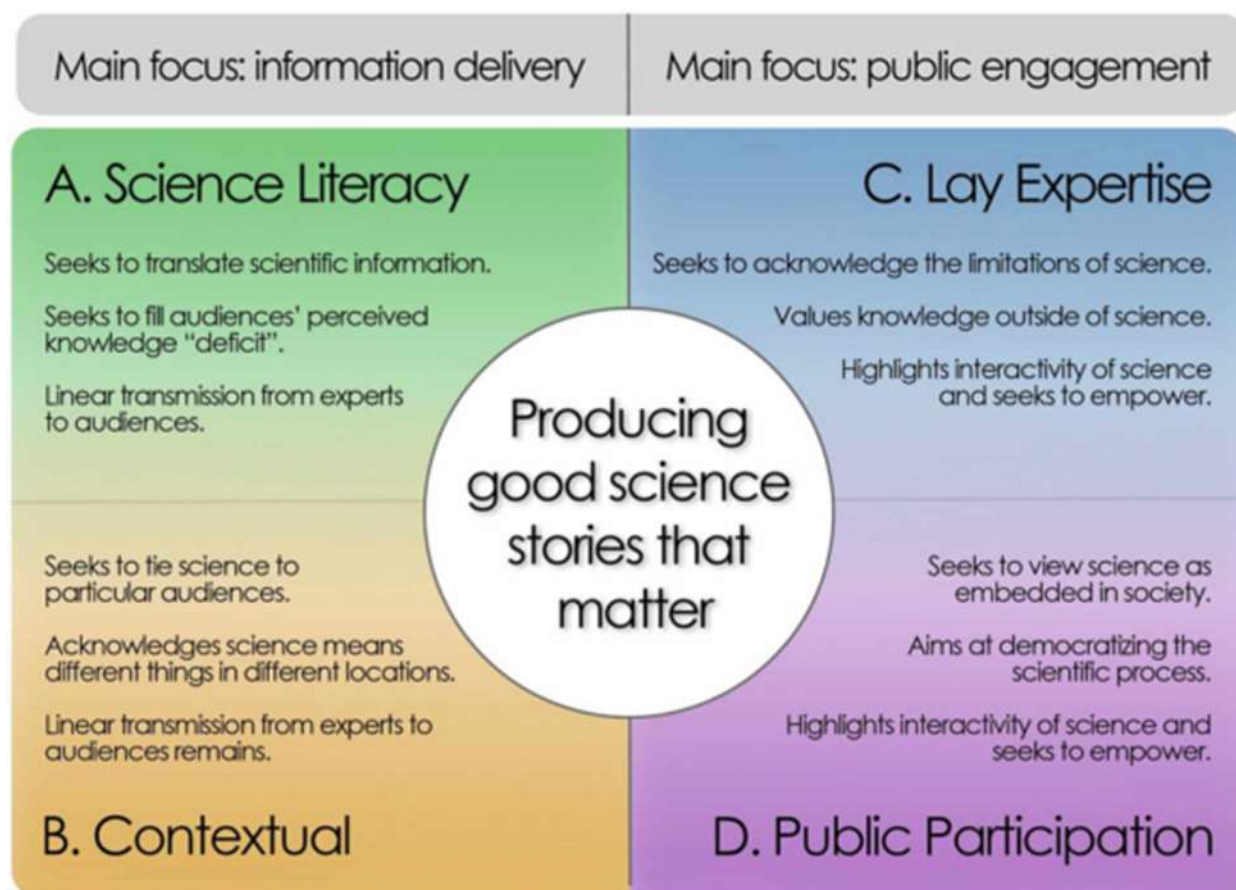 Main focus: information delivery
Main focus: public engagement
A. Science Literacy
Seeks to translate scientific information.
Seeks to fill audiences’ perceived
knowledge “deficit”.
Linear transmission from experts
to audiences.
C. Lay Expertise
Seeks to acknowledge the limitations of science.
Values knowledge outside of science.
Highlights interactivity of science
and seeks to empower.
Producing
good science
stories that
matter
Seeks to tie science to
particular audiences.
Acknowledges science means
different things in different locations.
Linear transmission from experts to
audiences remains.
B. Contextual
Seeks to view science as
embedded in society.
Aims at democratizing the
scientific process.
Highlights interactivity of science and
seeks to empower.
D. Public Participation